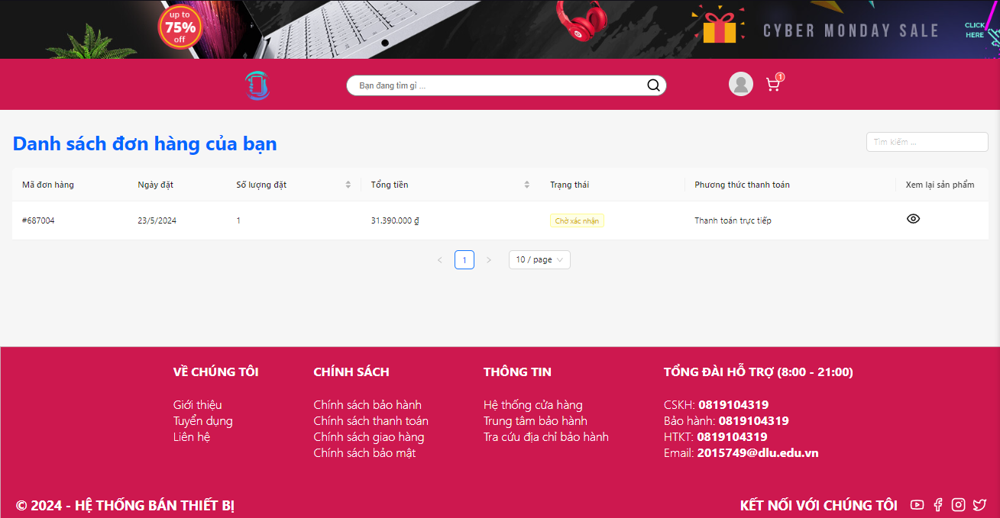 up to
75%
off
CYBER MONDAY SALE
CLICK
HERE
Bạn đang tìm gì ...
1
Danh sách đơn hàng của bạn
Tìm kiếm ...
Mã đơn hàng Ngày đặt Số lượng đặt Tổng tiền Trạng thái Phương thức thanh toán Xem lại sản phẩm
#687004 23/5/2024 1 31.390.000 ₫ Chờ xác nhận Thanh toán trực tiếp
< 1 > 10 / page
VỀ CHÚNG TÔI
Giới thiệu
Tuyển dụng
Liên hệ
CHÍNH SÁCH
Chính sách bảo hành
Chính sách thanh toán
Chính sách giao hàng
Chính sách bảo mật
THÔNG TIN
Hệ thống cửa hàng
Trung tâm bảo hành
Tra cứu địa chỉ bảo hành
TỔNG ĐÀI HỖ TRỢ (8:00 - 21:00)
CSKH: 0819104319
Bảo hành: 0819104319
HTKT: 0819104319
Email: 2015749@dlu.edu.vn
© 2024 - HỆ THỐNG BÁN THIẾT BỊ
KẾT NỐI VỚI CHÚNG TÔI